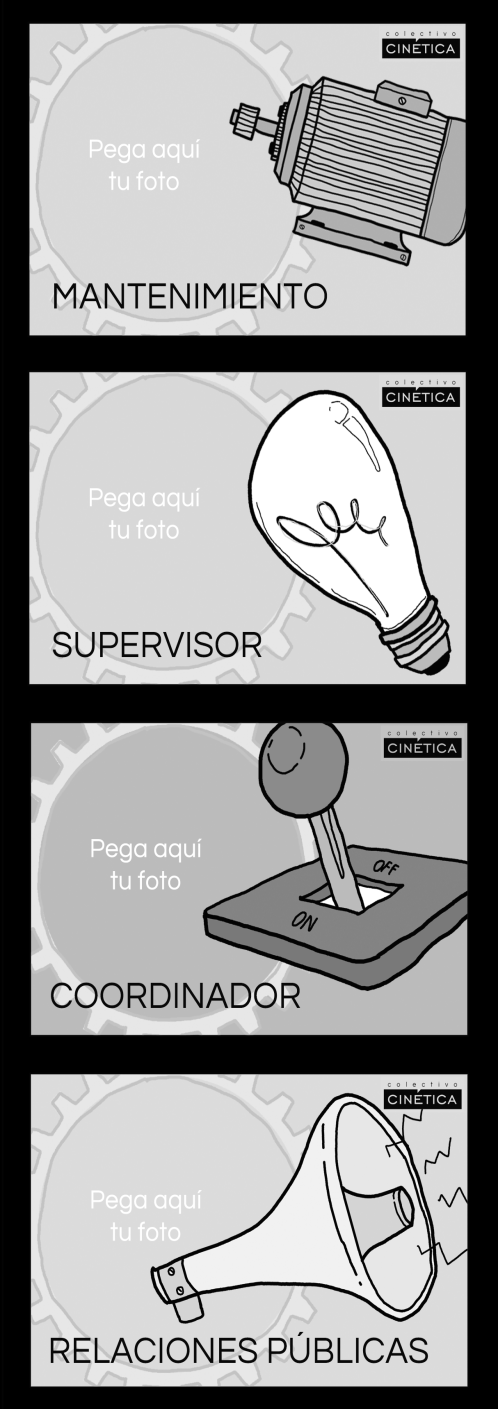 colectivo
CINÉTICA
Pega aquí
tu foto
MANTENIMIENTO
colectivo
CINÉTICA
Pega aquí
tu foto
SUPERVISOR
colectivo
CINÉTICA
Pega aquí
tu foto
OFF
ON
COORDINADOR
colectivo
CINÉTICA
Pega aquí
tu foto
RELACIONES PÚBLICAS